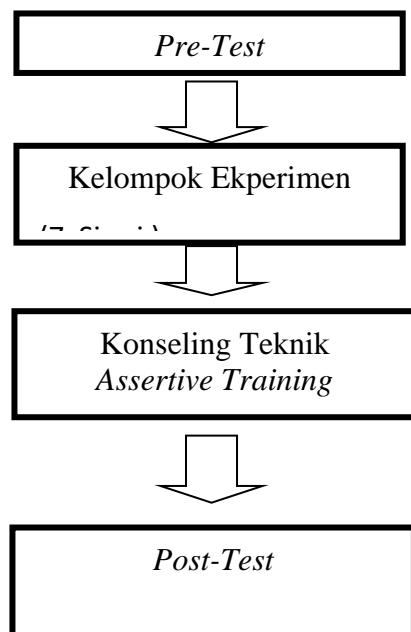 Pre-Test
Kelompok Ekperimen
Konseling Teknik
Assertive Training
Post-Test